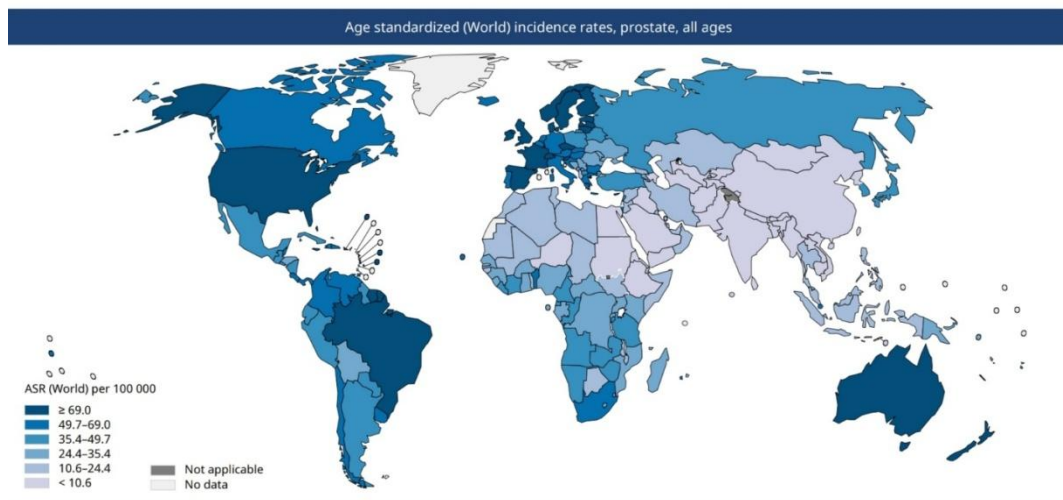 Age standardized (World) incidence rates, prostate, all ages
ASR (World) per 100 000
≥ 69.0
49.7–69.0
35.4–49.7
24.4–35.4
10.6–24.4
< 10.6
Not applicable
No data